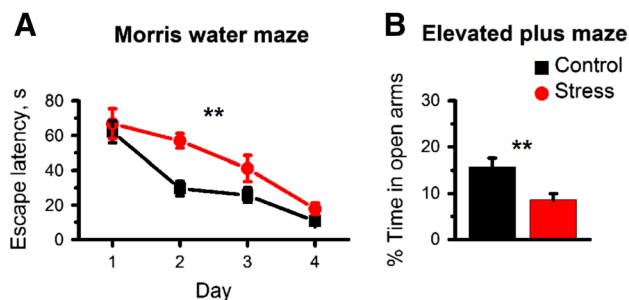 A
Morris water maze
Escape latency, s
80
60
40
20
0
**
1 2 3 4
Day
B
Elevated plus maze
Control
Stress
% Time in open arms
30
20
10
0
**